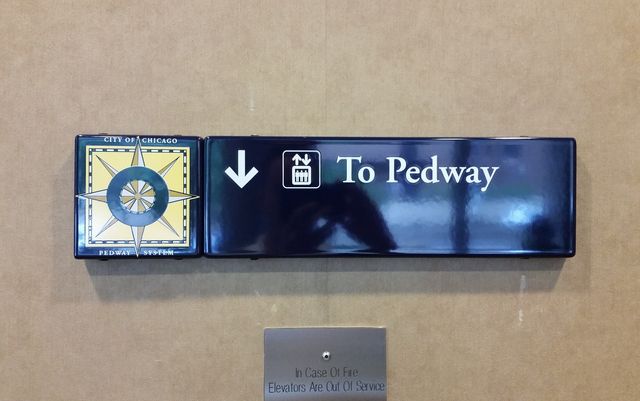 CITY OF CHICAGO
PEDWAY SYSTEM
To Pedway
In Case Of Fire
Elevators Are Out Of Service